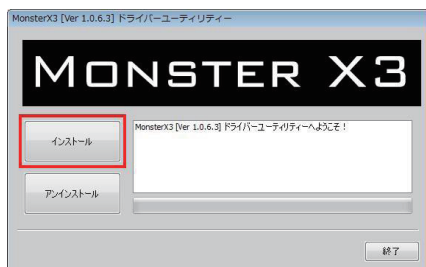 MonsterX3 [Ver 1.0.6.3] ドライバーユーティリティー
MONSTER X3
インストール
MonsterX3 [Ver 1.0.6.3] ドライバーユーティリティーへようこそ！
アンインストール
終了